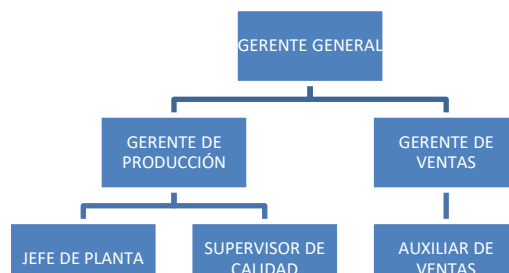 GERENTE GENERAL
GERENTE DE
PRODUCCIÓN
GERENTE DE
VENTAS
JEFE DE PLANTA
SUPERVISOR DE
CALIDAD
AUXILIAR DE
VENTAS